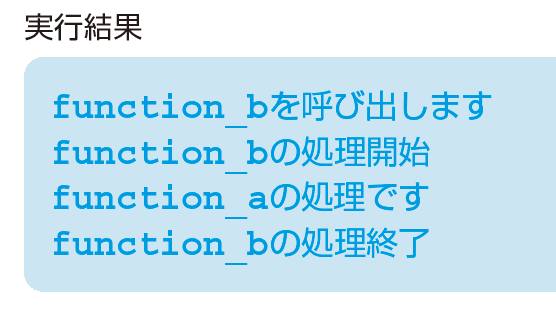 実行結果
function_bを呼び出します
function_bの処理開始
function_aの処理です
function_bの処理終了